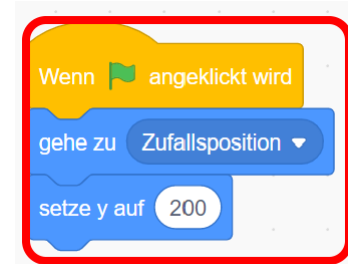 Wenn angeklickt wird
gehe zu Zufallsposition
setze y auf 200